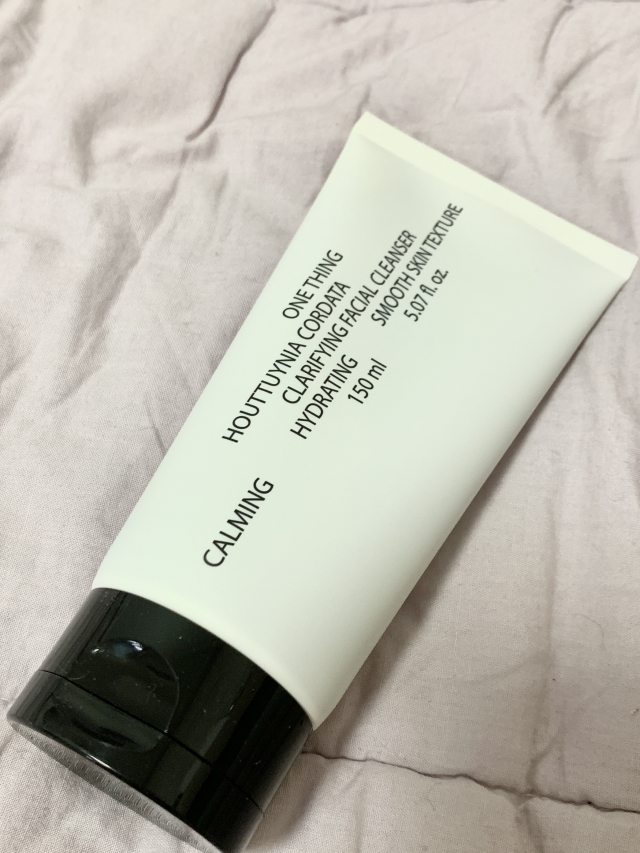 ONE THING
HOUTTUYNIA CORDATA
CLARIFYING FACIAL CLEANSER
CALMING HYDRATING SMOOTH SKIN TEXTURE
150 ml 5.07 fl. oz.